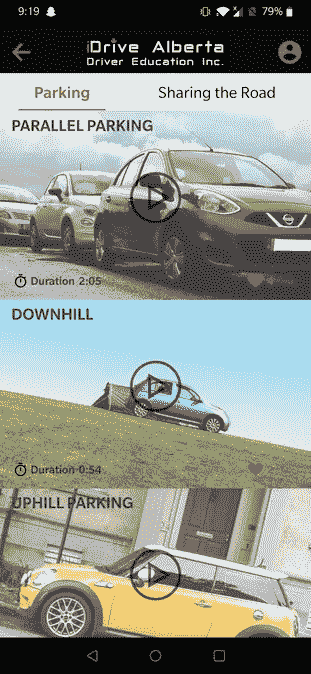 9:19
79%
iDrive Alberta
Driver Education Inc.
Parking
Sharing the Road
PARALLEL PARKING
Duration 2:05
DOWNHILL
Duration 0:54
UPHILL PARKING